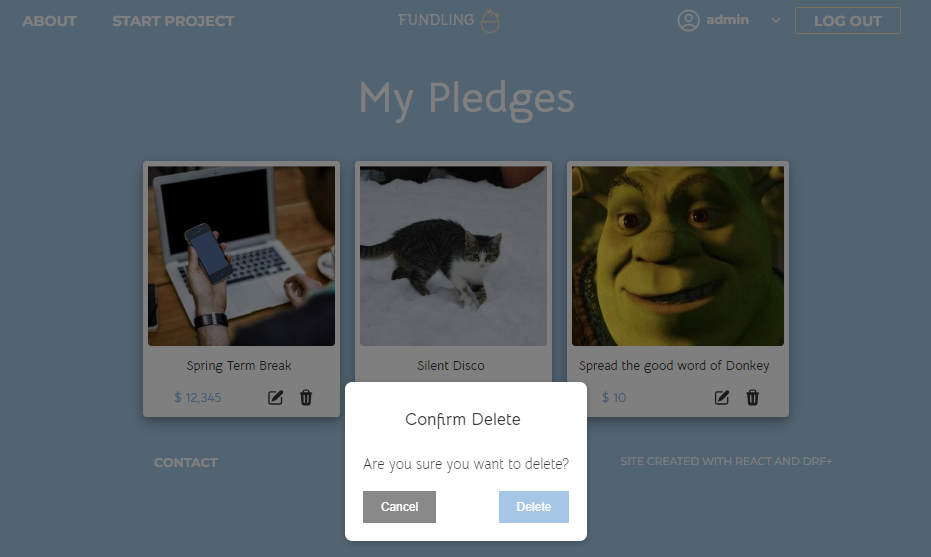 ABOUT START PROJECT FUNDLING admin LOG OUT
My Pledges
Spring Term Break Silent Disco Spread the good word of Donkey
$ 12,345 $ 10
Confirm Delete
CONTACT Are you sure you want to delete? SITE CREATED WITH REACT AND DRF+
Cancel Delete